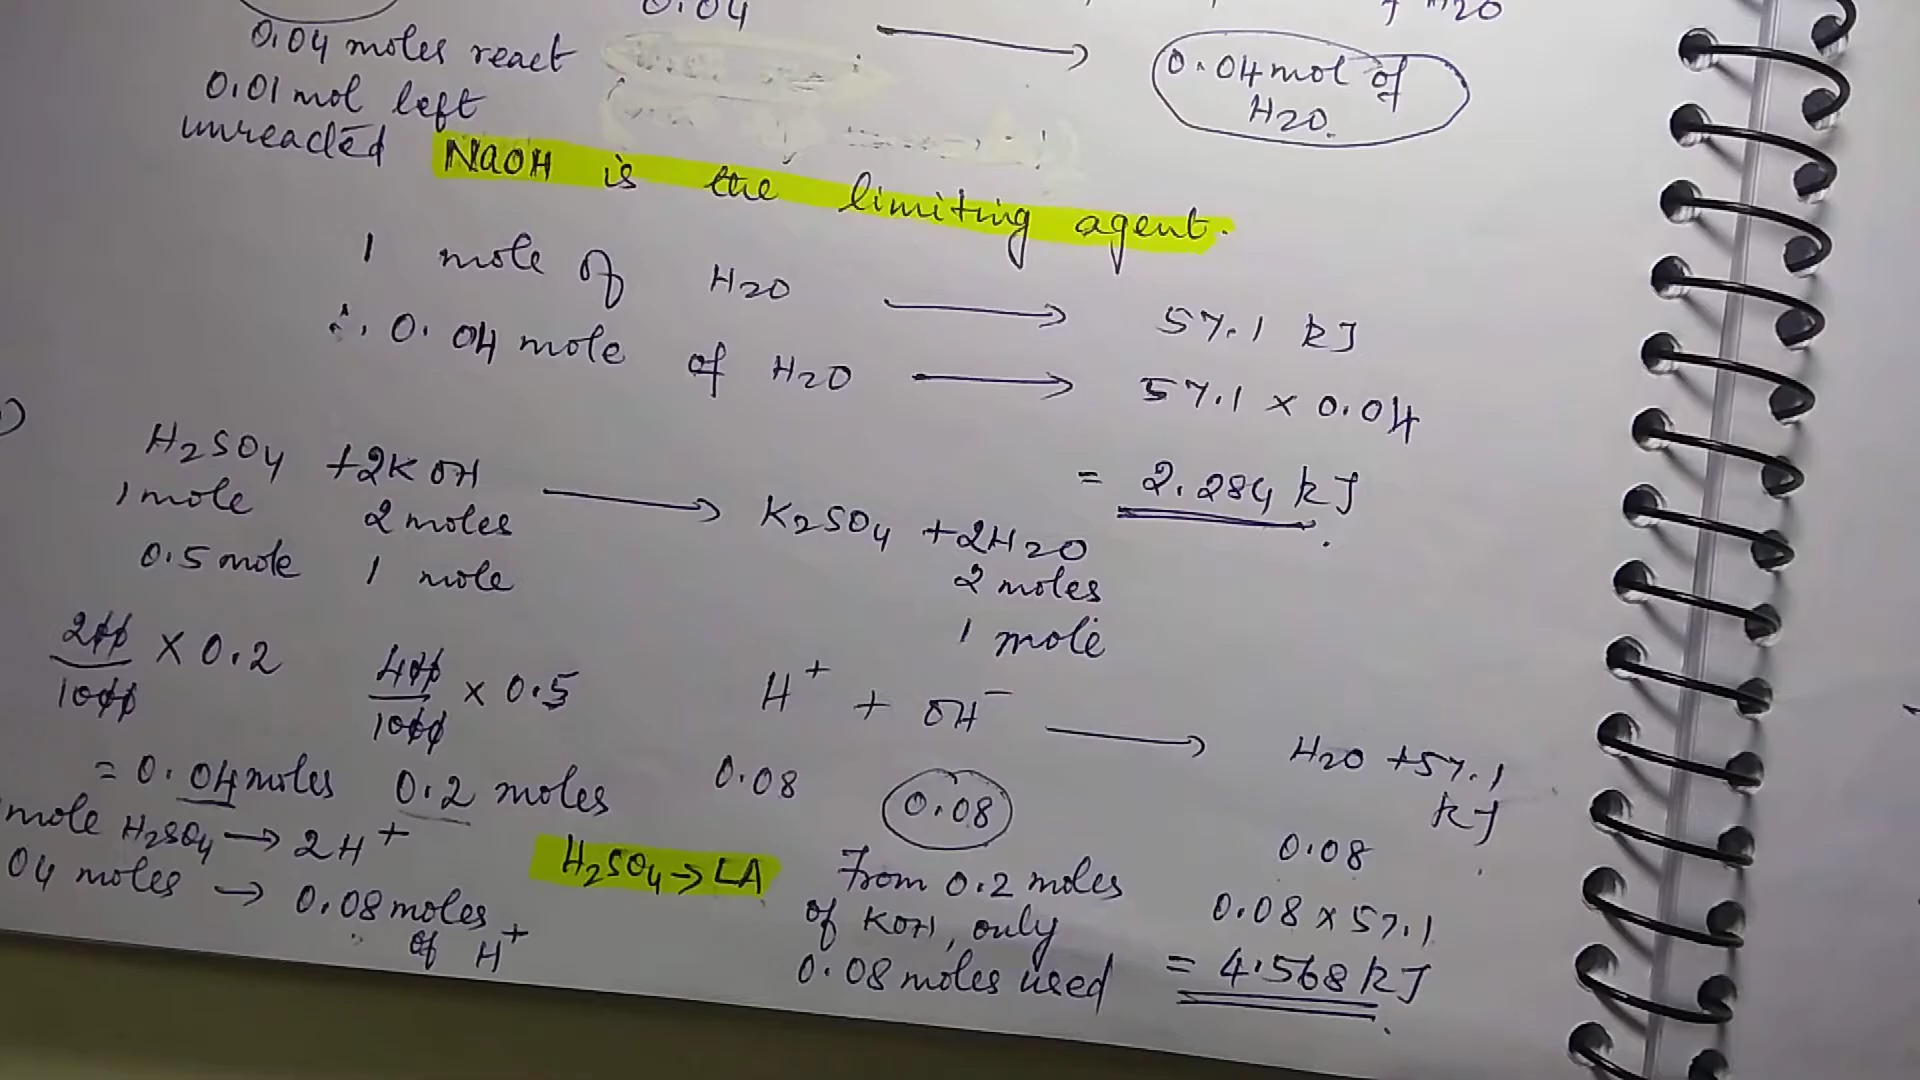 0.04 + H2O
0.04 moles react ⟶ 0.04 mol of
0.01 mol left H2O.
unreacted NaOH is the limiting agent.
1 mole of H2O ⟶ 57.1 kJ
∴ 0.04 mole of H2O ⟶ 57.1 × 0.04
= 2.284 kJ
)
H2SO4 + 2KOH ⟶ K2SO4 + 2H2O
1 mole 2 moles 2 moles
0.5 mole 1 mole 1 mole
200/1000 × 0.2 400/1000 × 0.5
= 0.04 moles 0.2 moles
H⁺ + OH⁻ ⟶ H2O + 57.1 kJ
0.08 0.08 0.08
mole H2SO4 → 2H⁺
04 moles → 0.08 moles of H⁺
H2SO4 → LA
From 0.2 moles
of KOH, only
0.08 moles used
0.08 × 57.1
= 4.568 kJ